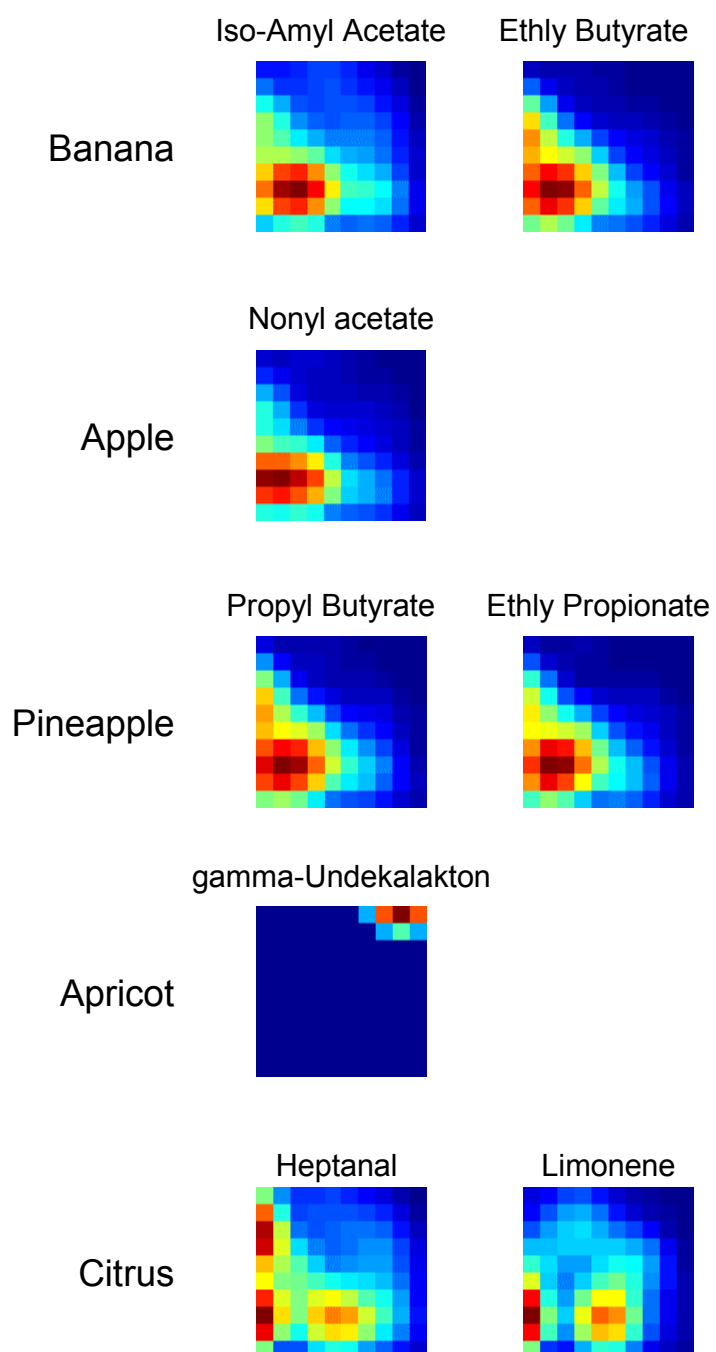 Iso-Amyl Acetate Ethly Butyrate
Banana
Nonyl acetate
Apple
Propyl Butyrate Ethly Propionate
Pineapple
gamma-Undekalakton
Apricot
Heptanal Limonene
Citrus